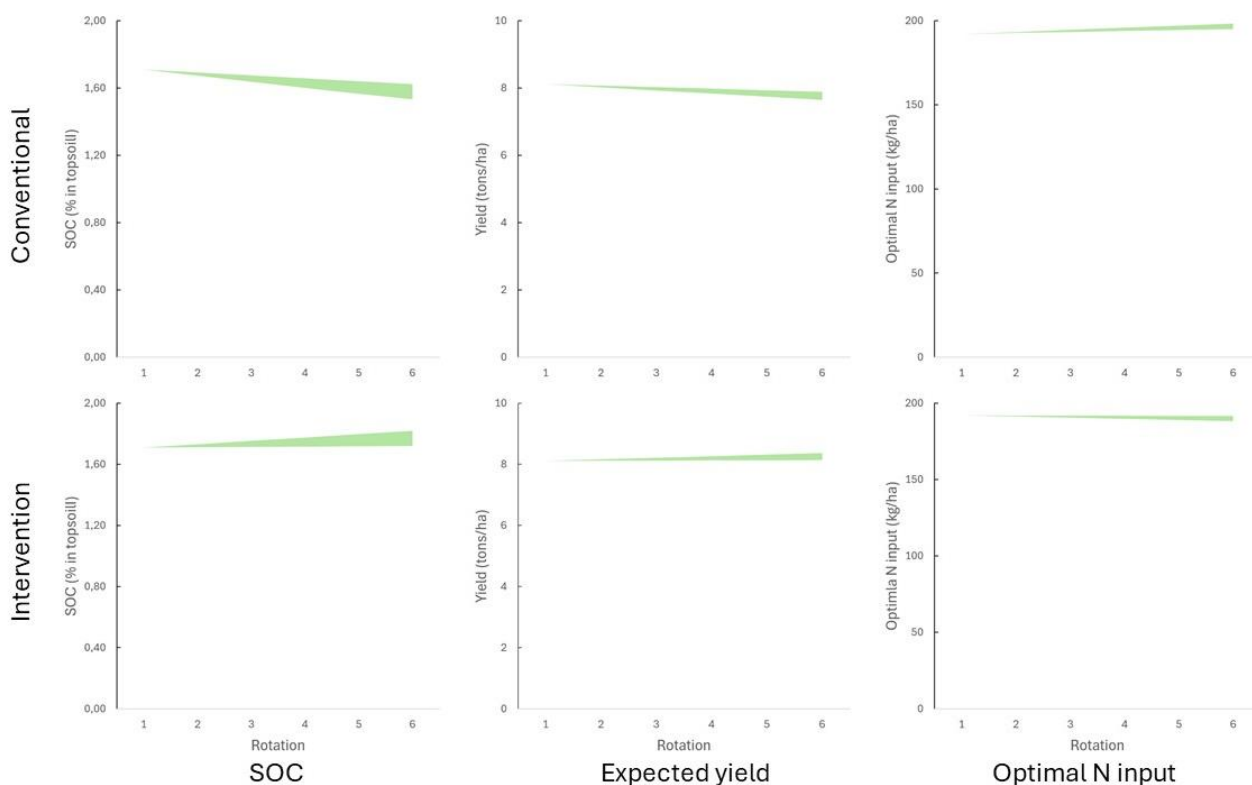 Conventional
SOC (% in topsoill)
2,00
1,60
1,20
0,80
0,40
0,00
1 2 3 4 5 6
Yield (tons/ha)
10
8
6
4
2
0
1 2 3 4 5 6
Optimal N input (kg/ha)
200
150
100
50
0
1 2 3 4 5 6
Intervention
SOC (% in topsoill)
2,00
1,60
1,20
0,80
0,40
0,00
1 2 3 4 5 6
Rotation
SOC
Yield (tons/ha)
10
8
6
4
2
0
1 2 3 4 5 6
Rotation
Expected yield
Optimla N input (kg/ha)
200
150
100
50
0
1 2 3 4 5 6
Rotation
Optimal N input